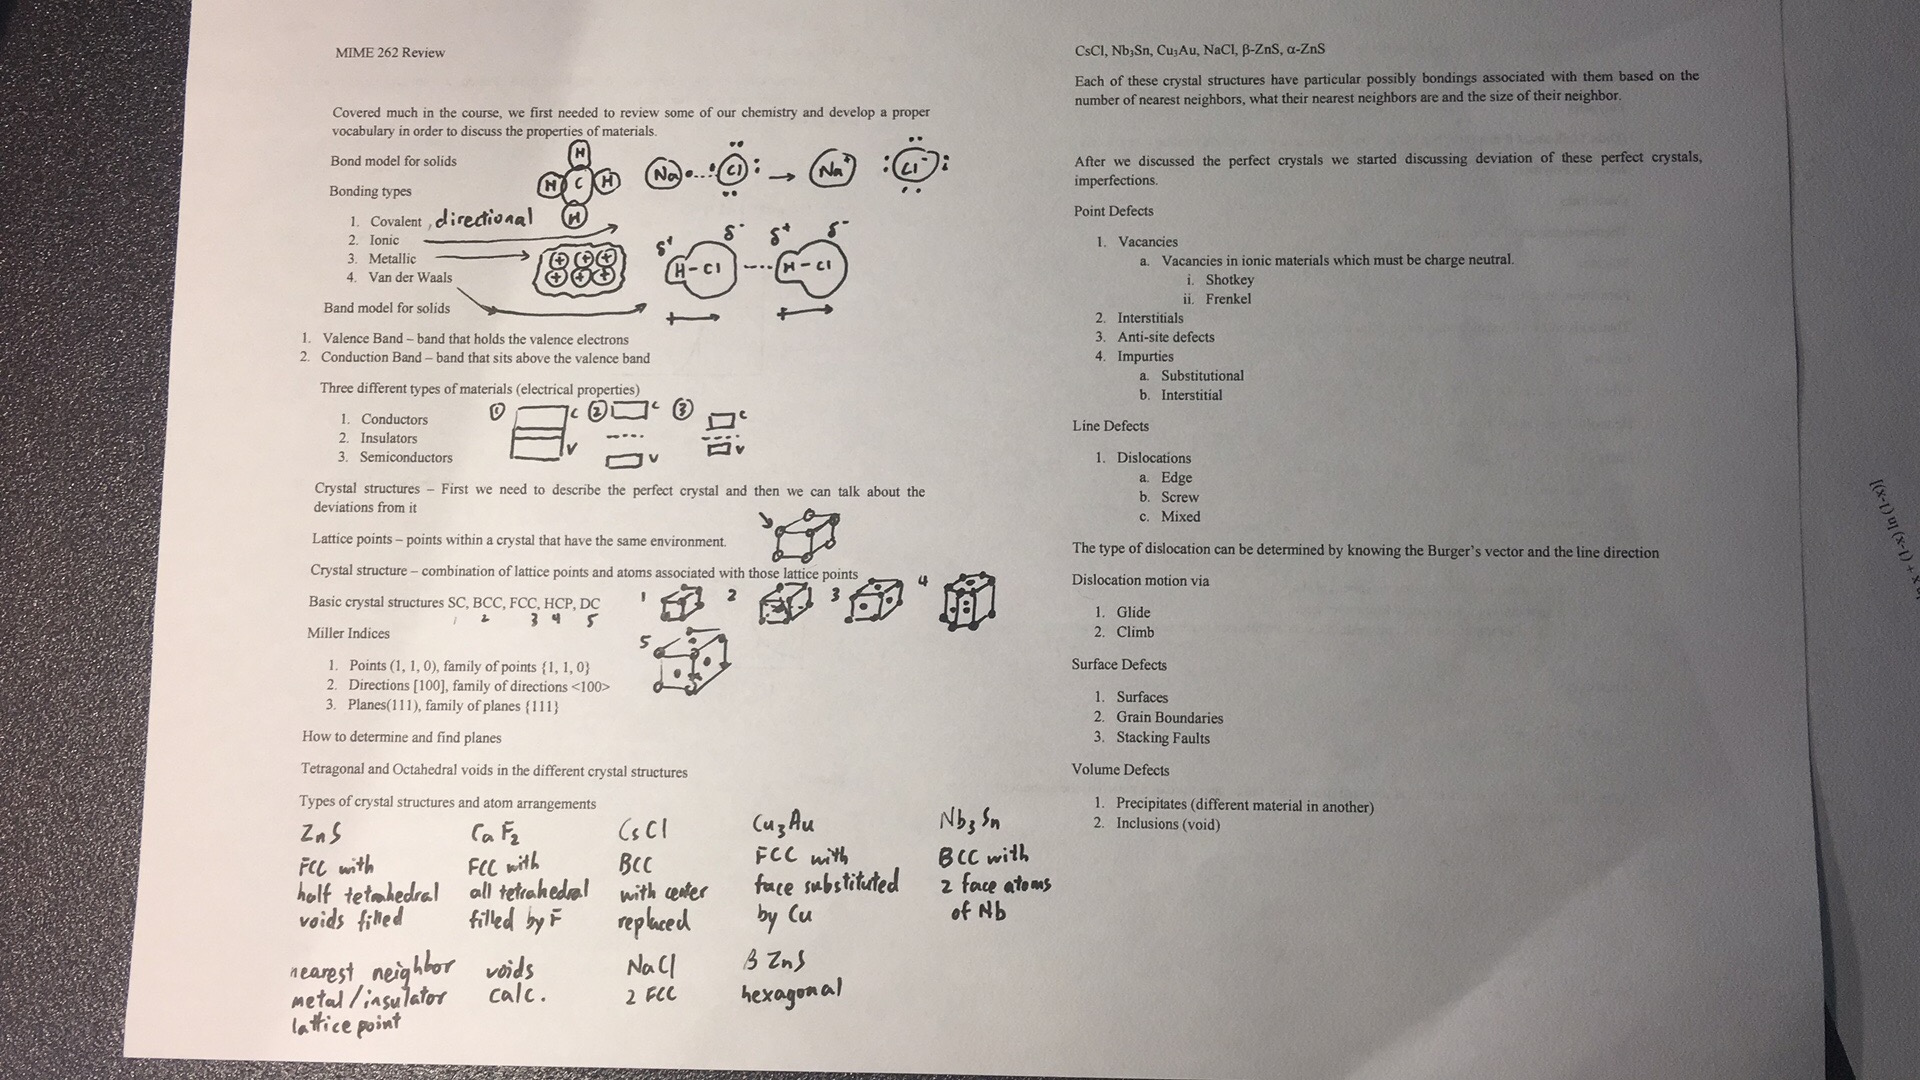 MIME 262 Review
Covered much in the course, we first needed to review some of our chemistry and develop a proper
vocabulary in order to discuss the properties of materials.
Bond model for solids
Bonding types
1. Covalent , directional
2. Ionic
3. Metallic
4. Van der Waals
H
H C H
H
Na Cl → Na⁺ Cl⁻
δ⁺ δ⁻ δ⁺ δ⁻
H-Cl H-Cl
+ + +
+ + +
Band model for solids
1. Valence Band – band that holds the valence electrons
2. Conduction Band – band that sits above the valence band
Three different types of materials (electrical properties)
1. Conductors
2. Insulators
3. Semiconductors
① C ② C ③ C
V V V
Crystal structures – First we need to describe the perfect crystal and then we can talk about the
deviations from it
Lattice points – points within a crystal that have the same environment.
Crystal structure – combination of lattice points and atoms associated with those lattice points
Basic crystal structures SC, BCC, FCC, HCP, DC
1 2 3 4 5
1 2 3 4
5
Miller Indices
1. Points (1, 1, 0), family of points {1, 1, 0}
2. Directions [100], family of directions <100>
3. Planes(111), family of planes {111}
How to determine and find planes
Tetragonal and Octahedral voids in the different crystal structures
Types of crystal structures and atom arrangements
ZnS
FCC with
half tetrahedral
voids filled
CaF₂
FCC with
all tetrahedral
filled by F
CsCl
BCC
with center
replaced
Cu₃Au
FCC with
face substituted
by Cu
Nb₃Sn
BCC with
2 face atoms
of Nb
nearest neighbor
metal/insulator
lattice point
voids
calc.
NaCl
2 FCC
β ZnS
hexagonal
CsCl, Nb₃Sn, Cu₃Au, NaCl, β-ZnS, α-ZnS
Each of these crystal structures have particular possibly bondings associated with them based on the
number of nearest neighbors, what their nearest neighbors are and the size of their neighbor.
After we discussed the perfect crystals we started discussing deviation of these perfect crystals,
imperfections.
Point Defects
1. Vacancies
a. Vacancies in ionic materials which must be charge neutral.
i. Shotkey
ii. Frenkel
2. Interstitials
3. Anti-site defects
4. Impurties
a. Substitutional
b. Interstitial
Line Defects
1. Dislocations
a. Edge
b. Screw
c. Mixed
The type of dislocation can be determined by knowing the Burger's vector and the line direction
Dislocation motion via
1. Glide
2. Climb
Surface Defects
1. Surfaces
2. Grain Boundaries
3. Stacking Faults
Volume Defects
1. Precipitates (different material in another)
2. Inclusions (void)